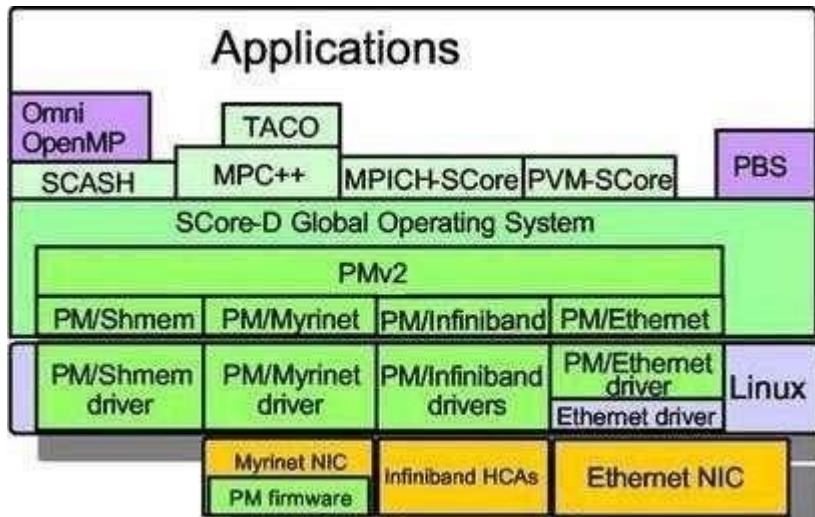 Applications
Omni
OpenMP
TACO
SCASH
MPC++
MPICH-SCore
PVM-SCore
PBS
SCore-D Global Operating System
PMv2
PM/Shmem
PM/Myrinet
PM/Infiniband
PM/Ethernet
PM/Shmem
driver
PM/Myrinet
driver
PM/Infiniband
drivers
PM/Ethernet
driver
Ethernet driver
Linux
Myrinet NIC
PM firmware
Infiniband HCAs
Ethernet NIC